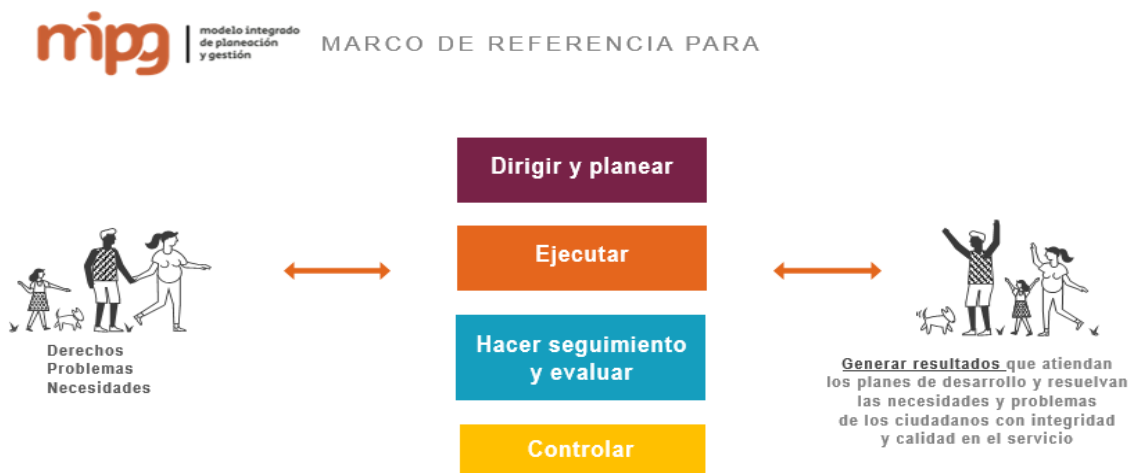 mipg
modelo integrado
de planeación
y gestión
MARCO DE REFERENCIA PARA
Dirigir y planear
Ejecutar
Hacer seguimiento
y evaluar
Controlar
Derechos
Problemas
Necesidades
Generar resultados que atiendan
los planes de desarrollo y resuelvan
las necesidades y problemas
de los ciudadanos con integridad
y calidad en el servicio